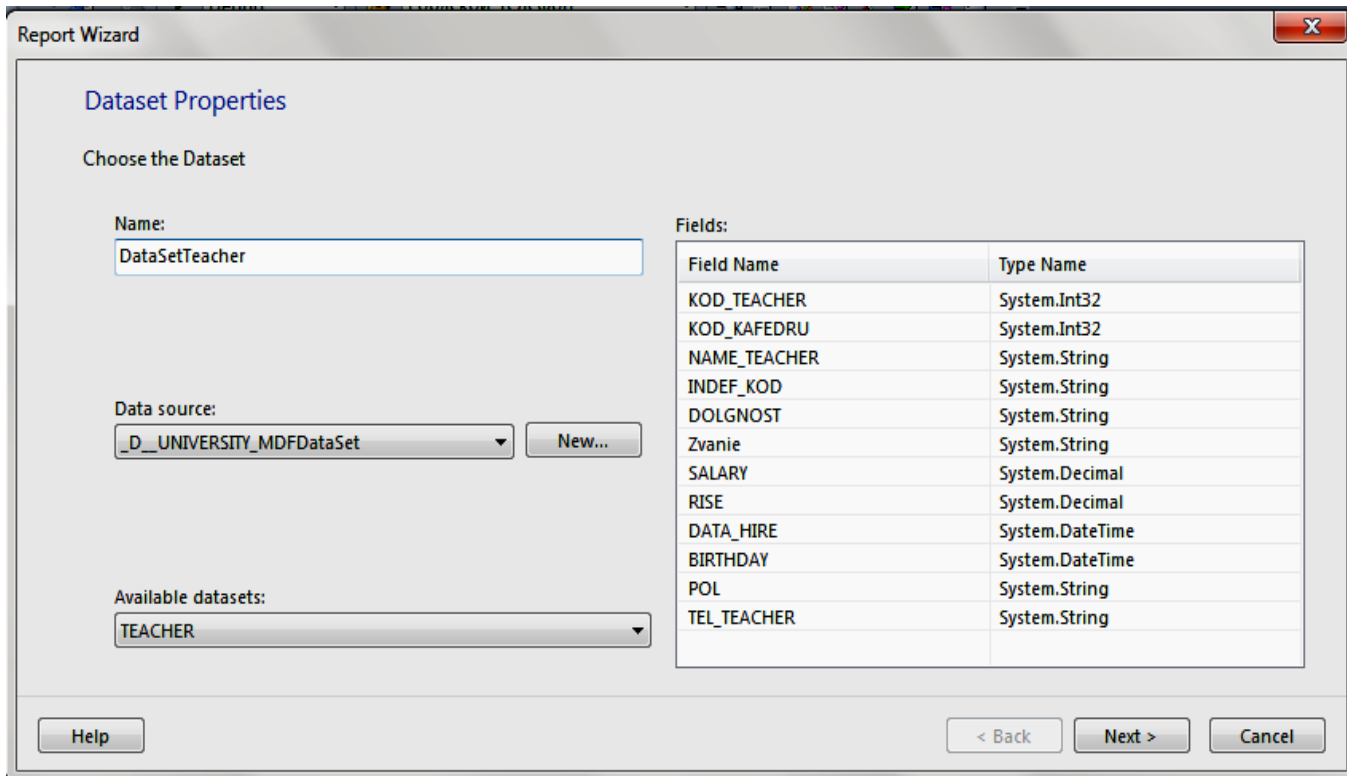 Report Wizard
Dataset Properties
Choose the Dataset
Name:
DataSetTeacher
Data source:
_D__UNIVERSITY_MDFDataSet
New...
Available datasets:
TEACHER
Fields:
Field Name Type Name
KOD_TEACHER System.Int32
KOD_KAFEDRU System.Int32
NAME_TEACHER System.String
INDEF_KOD System.String
DOLGNOST System.String
Zvanie System.String
SALARY System.Decimal
RISE System.Decimal
DATA_HIRE System.DateTime
BIRTHDAY System.DateTime
POL System.String
TEL_TEACHER System.String
Help < Back Next > Cancel